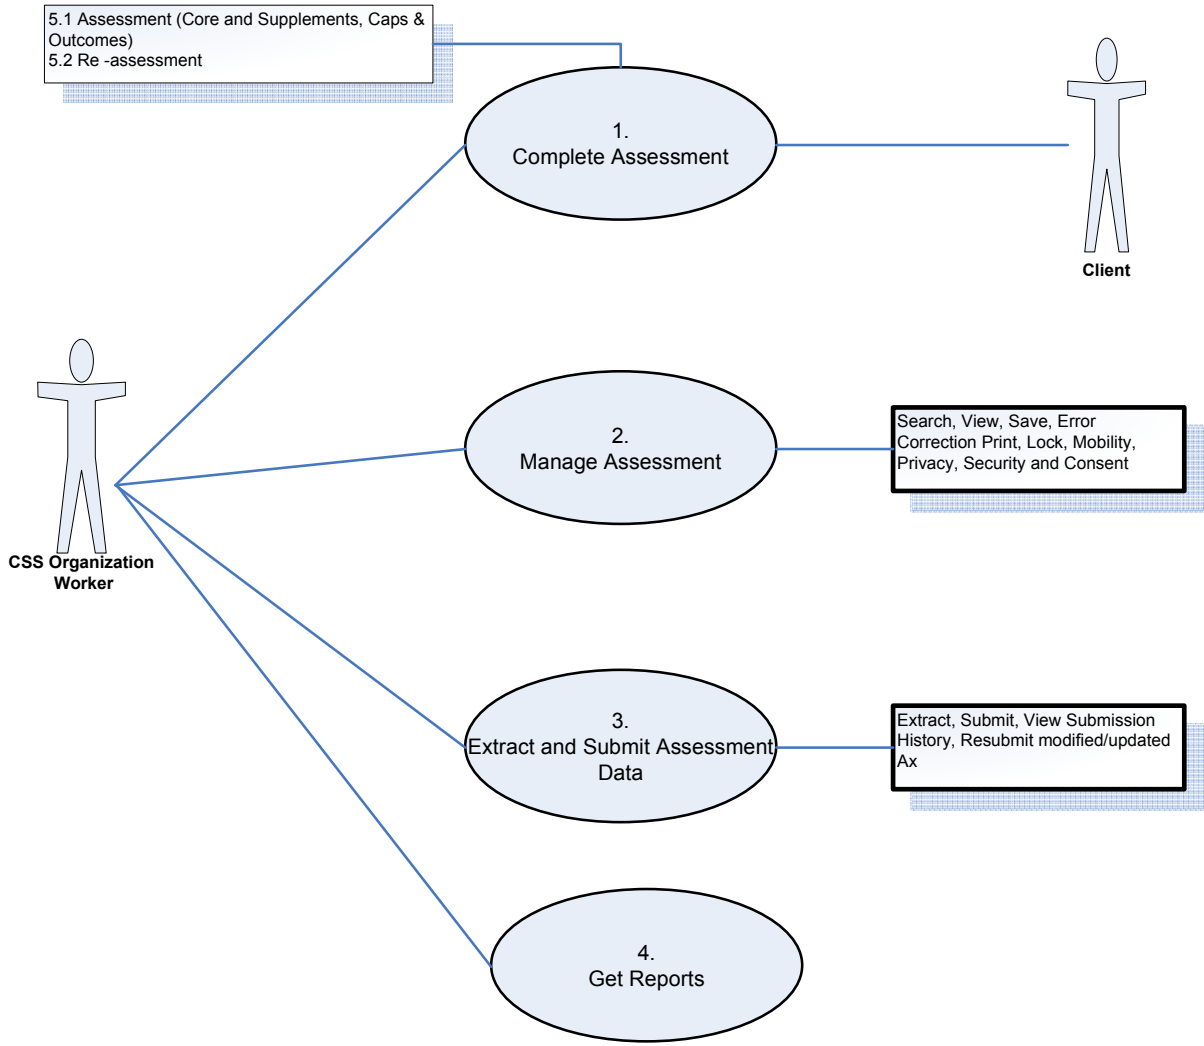 5.1 Assessment (Core and Supplements, Caps &
Outcomes)
5.2 Re -assessment
1.
Complete Assessment
Client
2.
Manage Assessment
Search, View, Save, Error
Correction Print, Lock, Mobility,
Privacy, Security and Consent
CSS Organization
Worker
3.
Extract and Submit Assessment
Data
Extract, Submit, View Submission
History, Resubmit modified/updated
Ax
4.
Get Reports